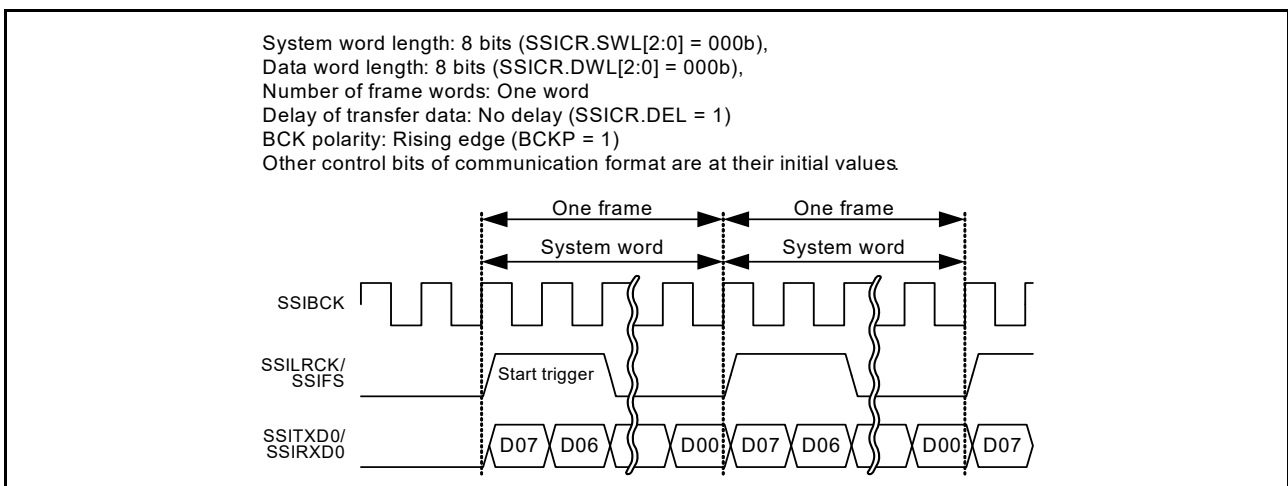 System word length: 8 bits (SSICR.SWL[2:0] = 000b),
Data word length: 8 bits (SSICR.DWL[2:0] = 000b),
Number of frame words: One word
Delay of transfer data: No delay (SSICR.DEL = 1)
BCK polarity: Rising edge (BCKP = 1)
Other control bits of communication format are at their initial values.
One frame One frame
System word System word
SSIBCK
SSILRCK/
SSIFS
Start trigger
SSITXD0/
SSIRXD0
D07 D06 D00 D07 D06 D00 D07